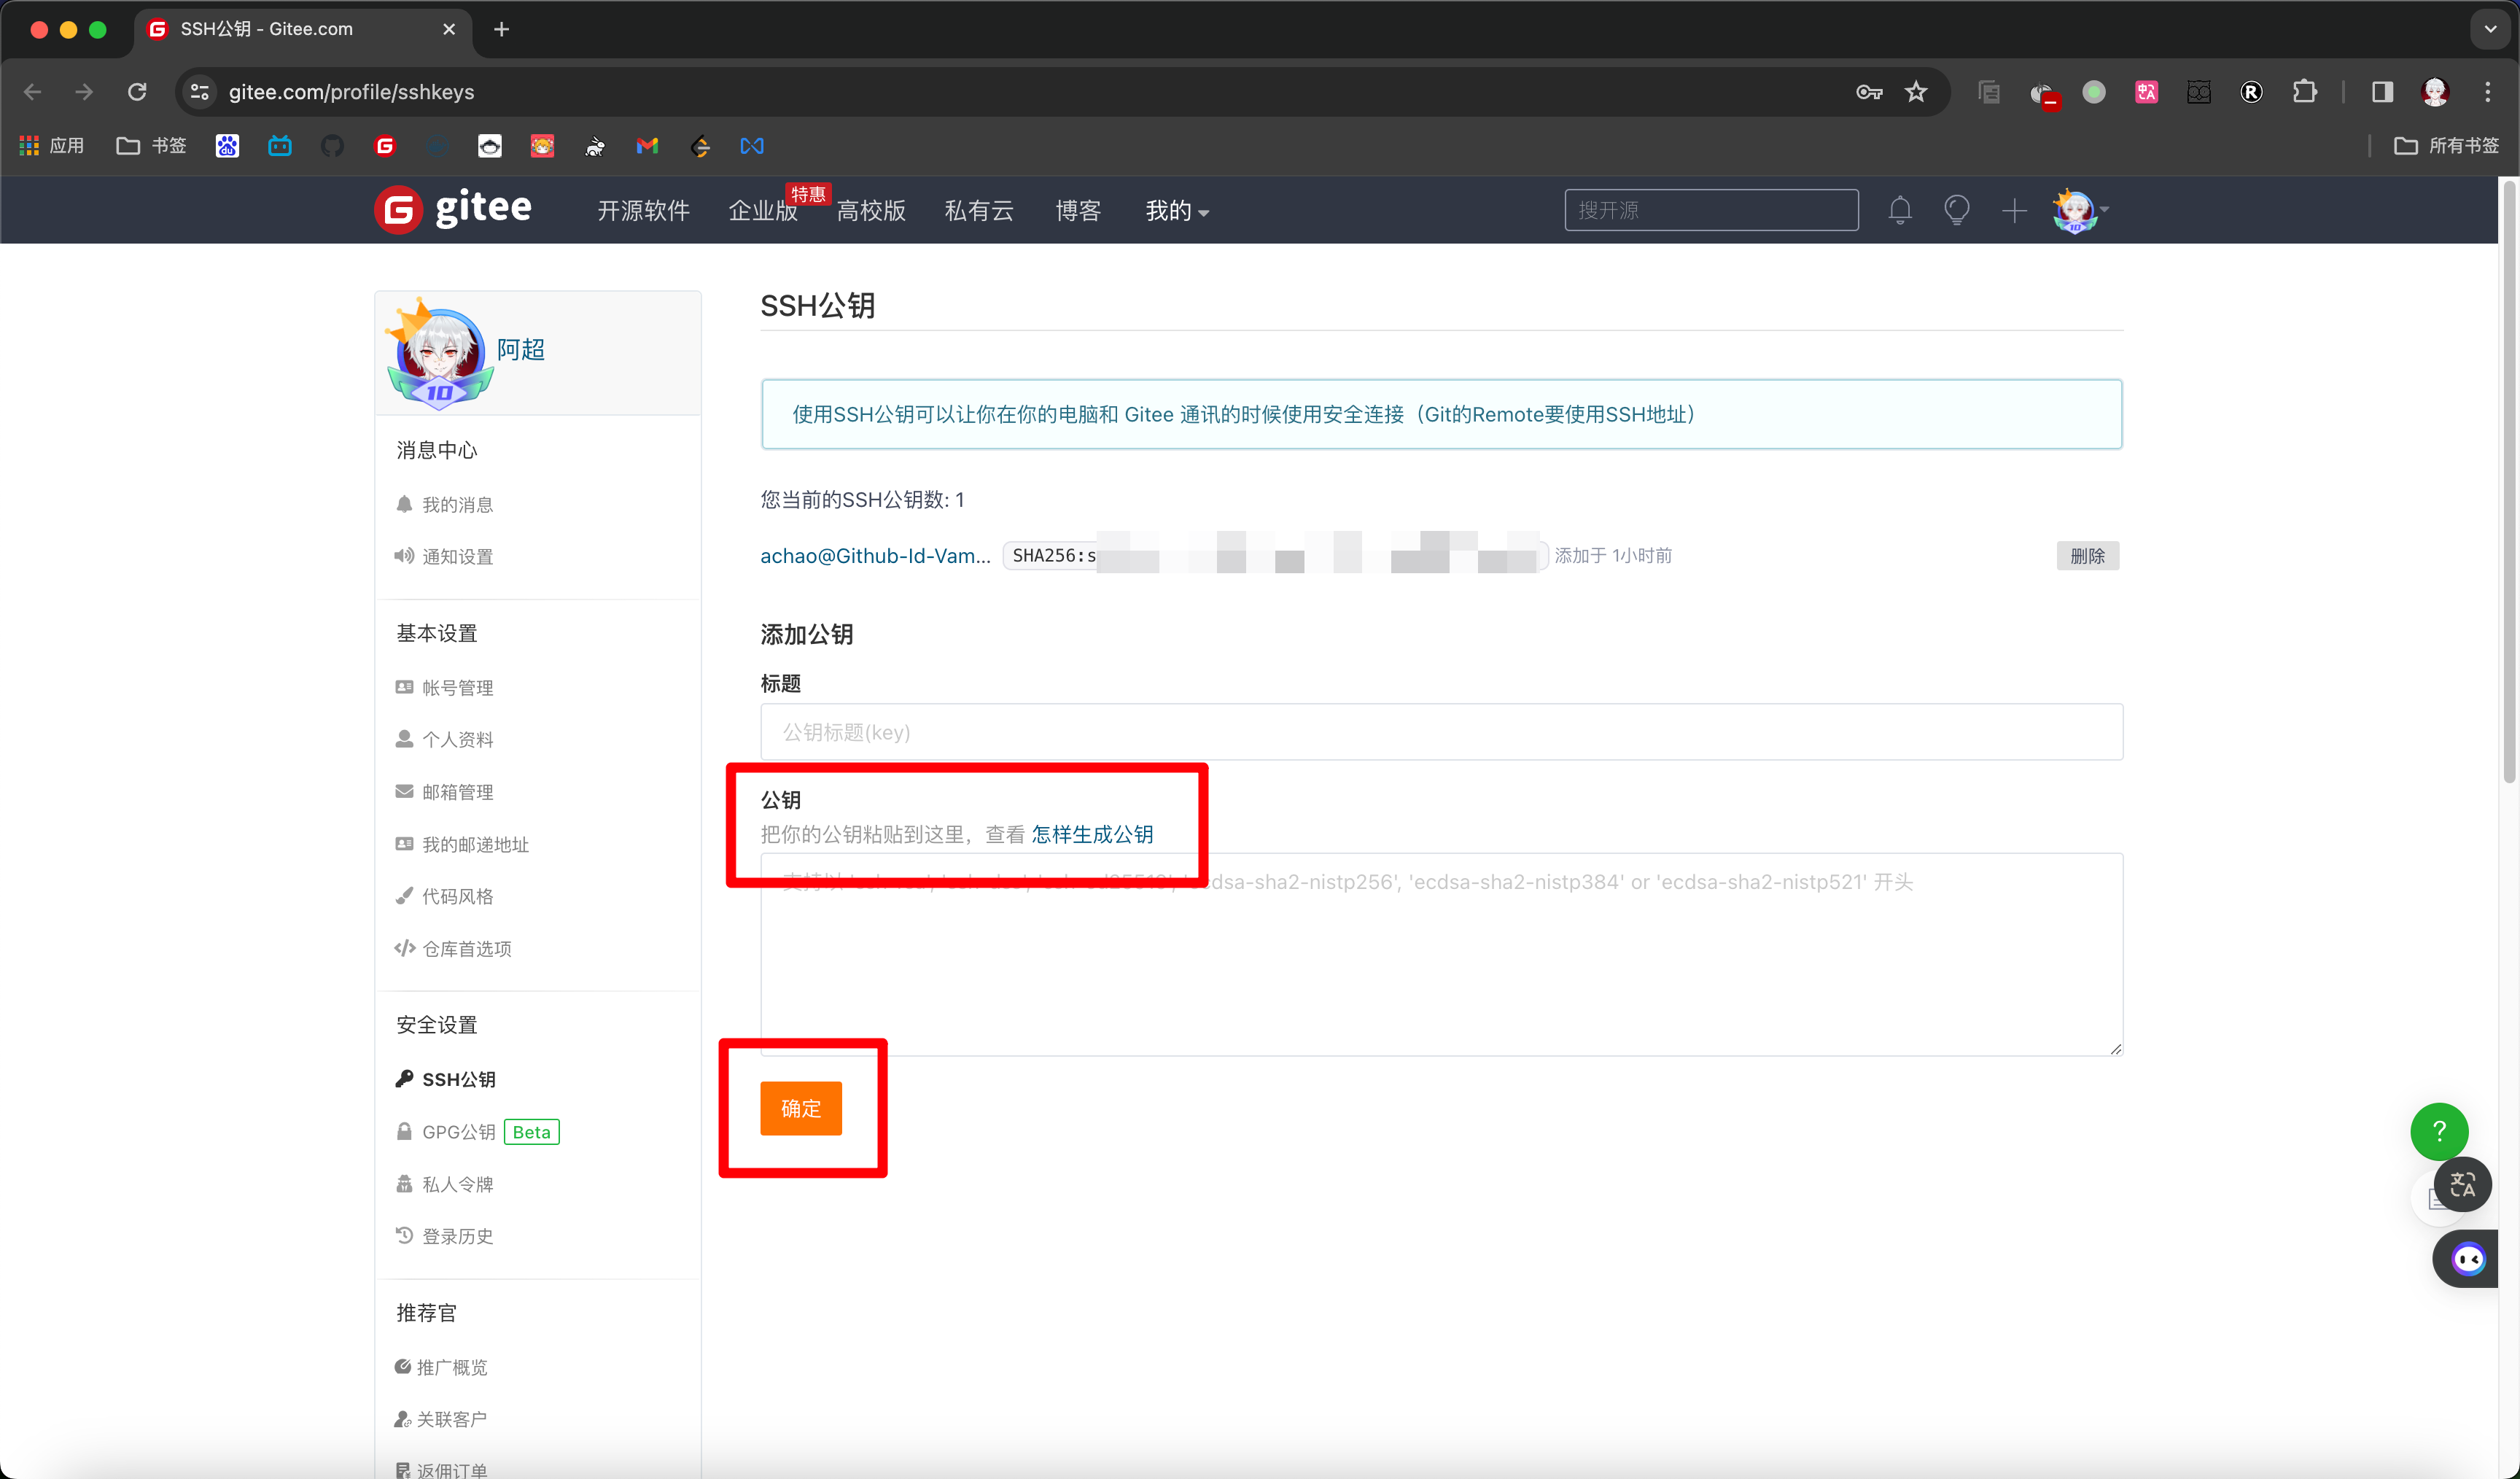 SSH公钥 - Gitee.com
gitee.com/profile/sshkeys
应用 书签 所有书签
gitee 开源软件 企业版 特惠 高校版 私有云 博客 我的 搜开源
阿超
10
消息中心
我的消息
通知设置
基本设置
帐号管理
个人资料
邮箱管理
我的邮递地址
代码风格
仓库首选项
安全设置
SSH公钥
GPG公钥 Beta
私人令牌
登录历史
推荐官
推广概览
关联客户
返佣订单
SSH公钥
使用SSH公钥可以让你在你的电脑和 Gitee 通讯的时候使用安全连接（Git的Remote要使用SSH地址）
您当前的SSH公钥数: 1
achao@Github-Id-Vam... SHA256:s 添加于 1小时前 删除
添加公钥
标题
公钥标题(key)
公钥
把你的公钥粘贴到这里，查看 怎样生成公钥
'ecdsa-sha2-nistp384' or 'ecdsa-sha2-nistp521' 开头
确定